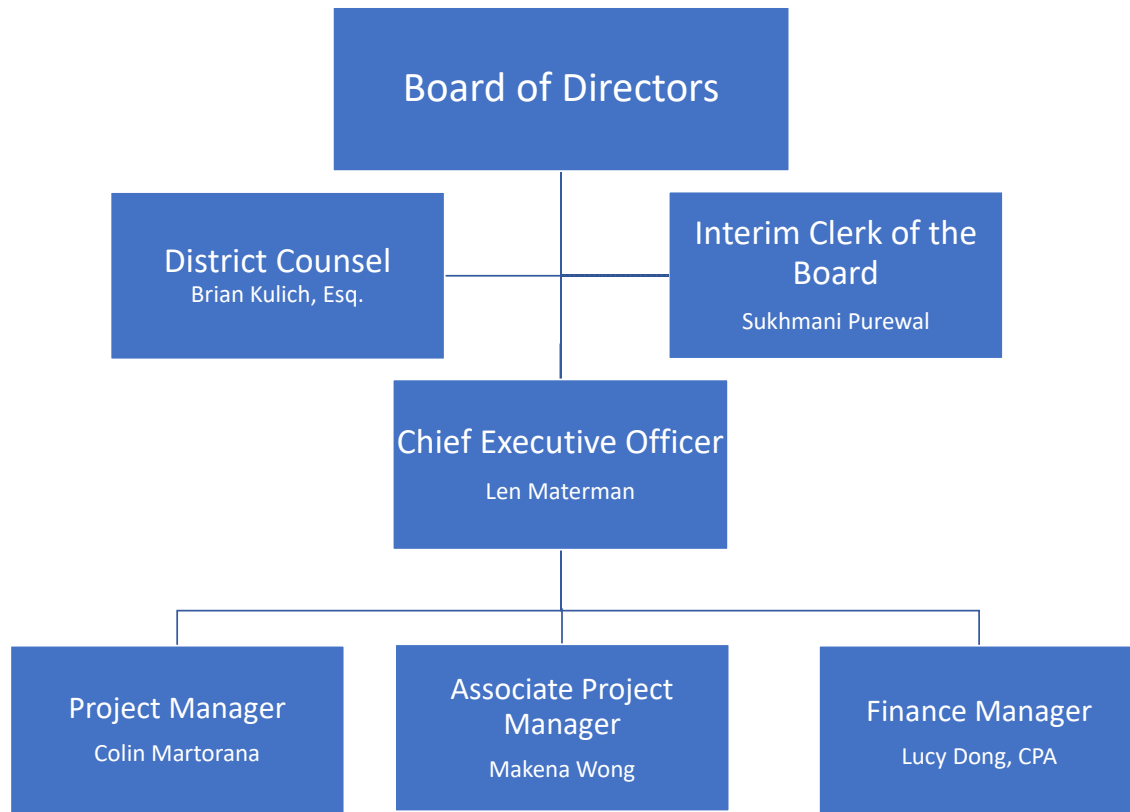 Board of Directors
District Counsel
Brian Kulich, Esq.
Interim Clerk of the
Board
Sukhmani Purewal
Chief Executive Officer
Len Materman
Project Manager
Colin Martorana
Associate Project
Manager
Makena Wong
Finance Manager
Lucy Dong, CPA